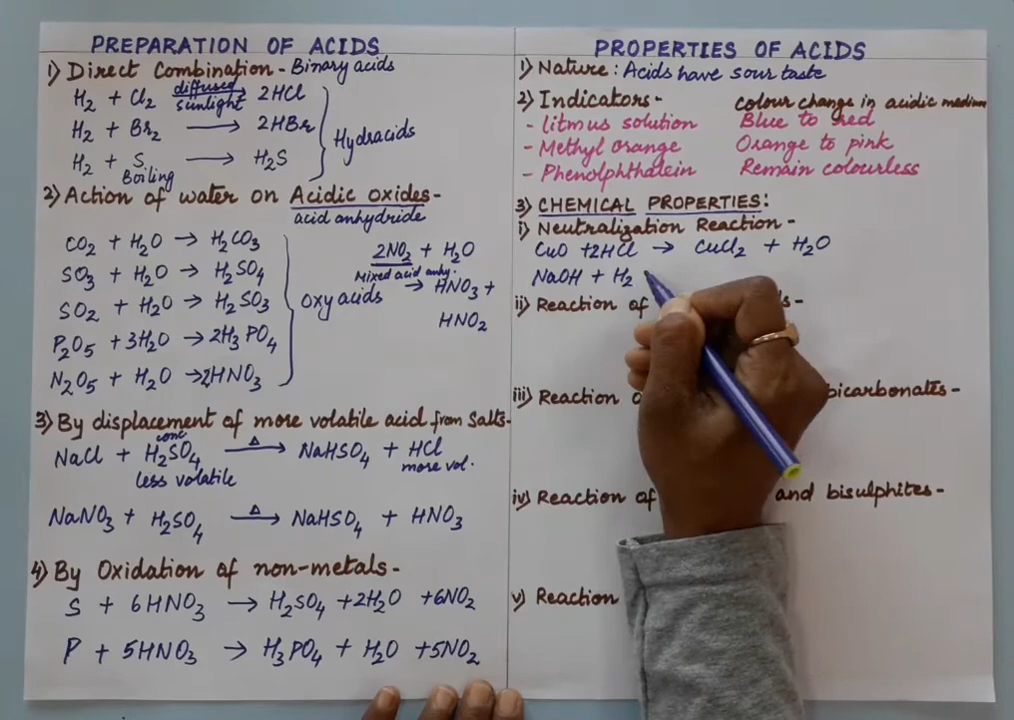 PREPARATION OF ACIDS
1) Direct Combination - Binary acids
H2 + Cl2 diffused sunlight → 2HCl
H2 + Br2 → 2HBr
H2 + S → H2S
Boiling
Hydracids
2) Action of water on Acidic oxides-
acid anhydride
CO2 + H2O → H2CO3
SO3 + H2O → H2SO4
SO2 + H2O → H2SO3
P2O5 + 3H2O → 2H3PO4
N2O5 + H2O → 2HNO3
Oxyacids
2NO2 + H2O
Mixed acid anhy.
→ HNO3 +
HNO2
3) By displacement of more volatile acid from Salts-
NaCl + conc H2SO4 Δ→ NaHSO4 + HCl
less volatile more vol.
NaNO3 + H2SO4 Δ→ NaHSO4 + HNO3
4) By Oxidation of non-metals-
S + 6HNO3 → H2SO4 + 2H2O + 6NO2
P + 5HNO3 → H3PO4 + H2O + 5NO2
PROPERTIES OF ACIDS
1) Nature: Acids have sour taste
2) Indicators- colour change in acidic medium
- litmus solution Blue to red
- Methyl orange Orange to pink
- Phenolphthalein Remain colourless
3) CHEMICAL PROPERTIES:
i) Neutralization Reaction -
CuO + 2HCl → CuCl2 + H2O
NaOH + H2
ii) Reaction of
iii) Reaction bicarbonates-
iv) Reaction of and bisulphites-
v) Reaction